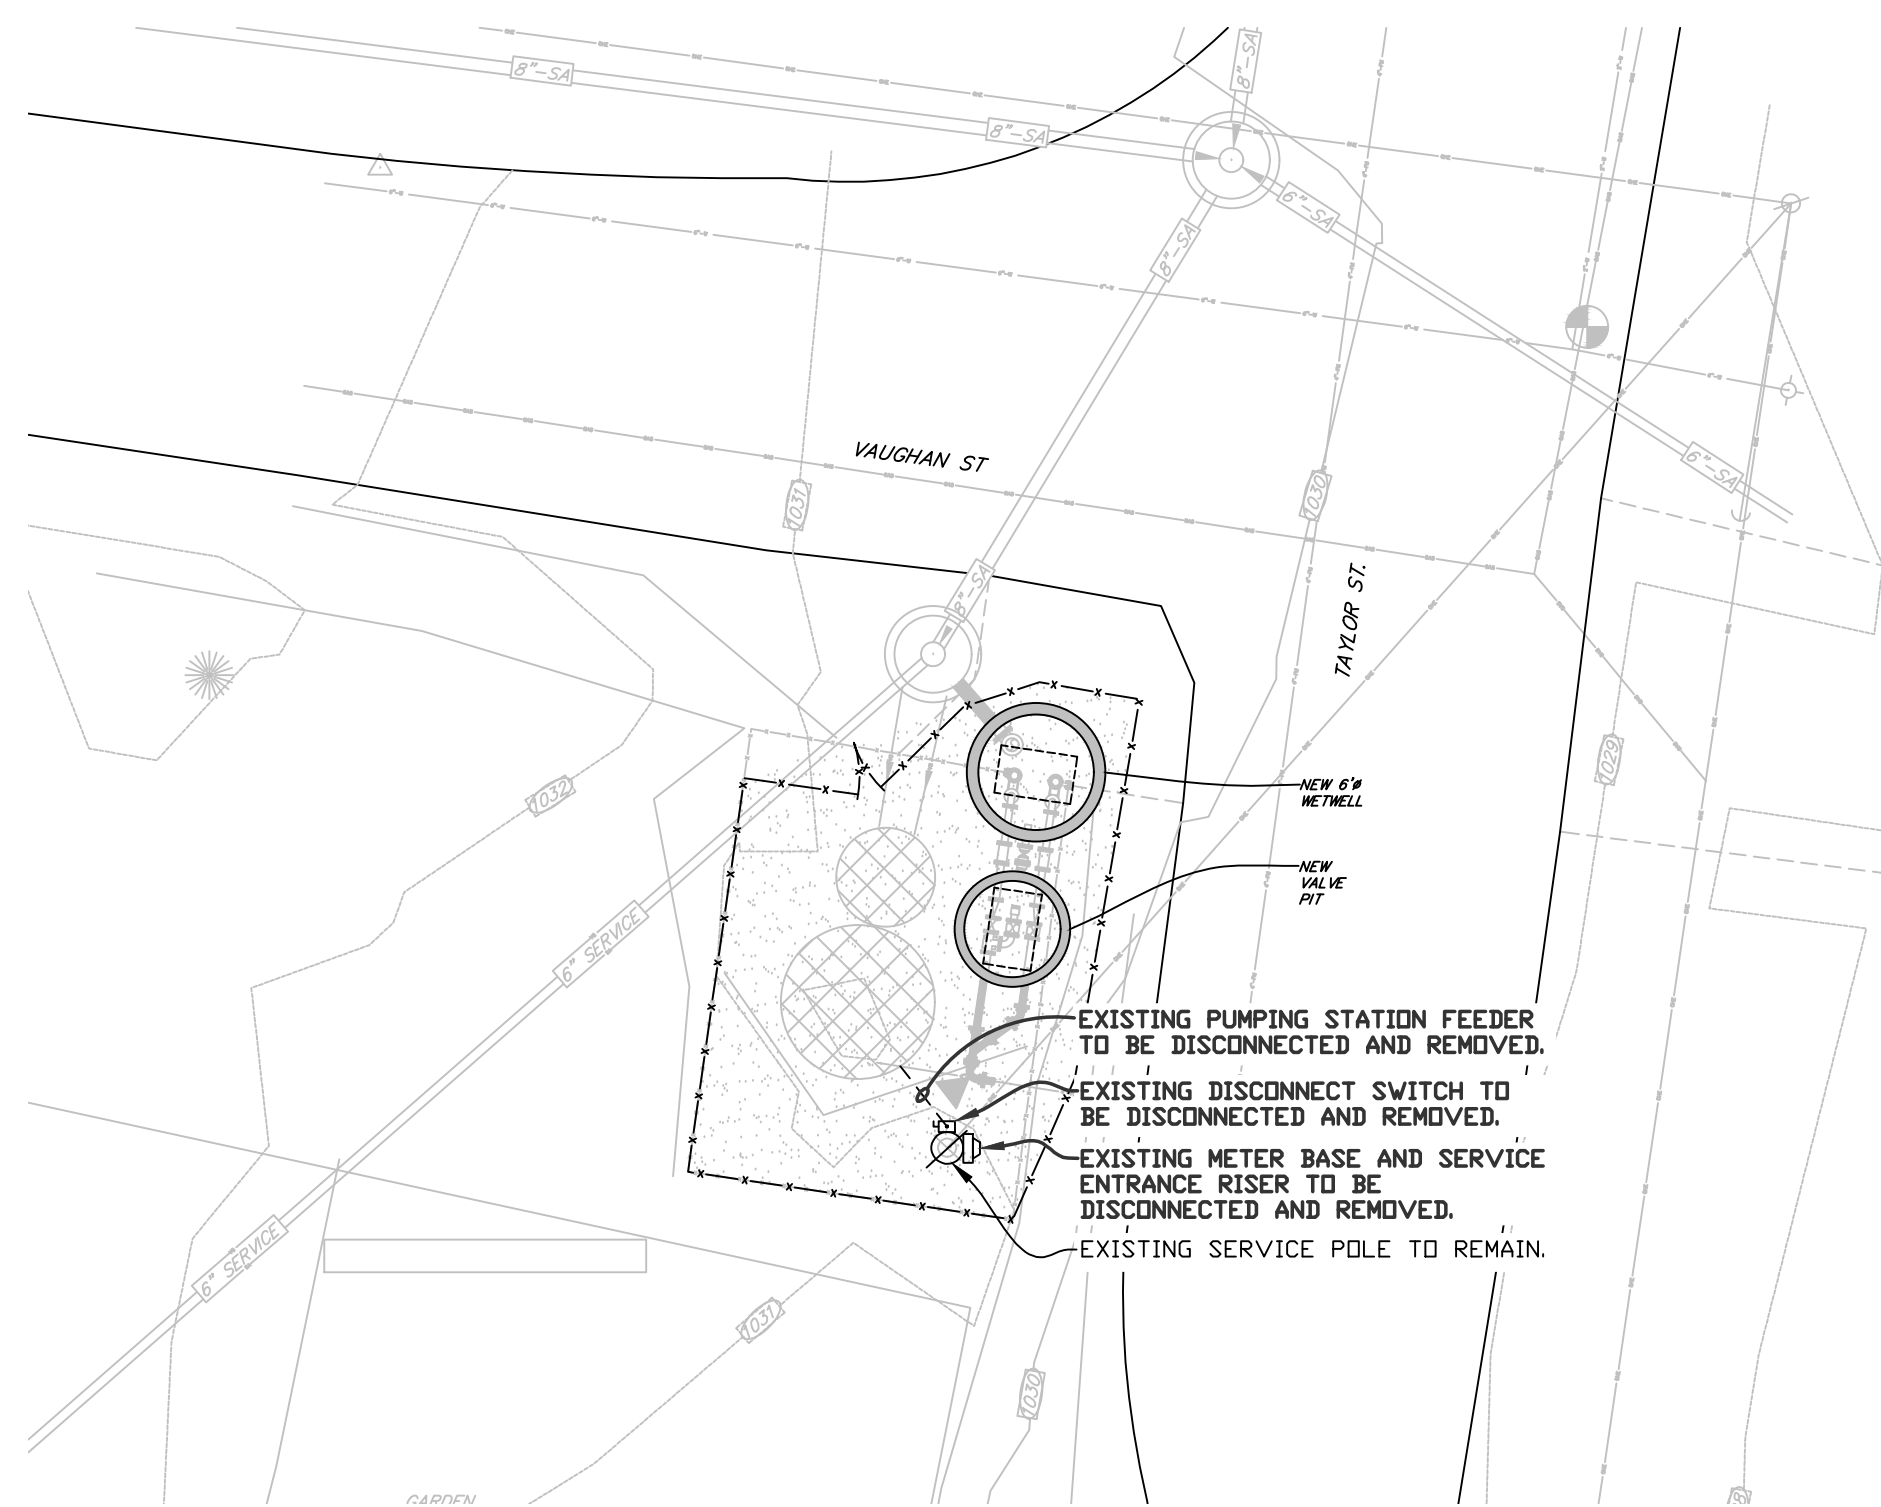 8"-SA
8"-SA
8"-SA
6"-SA
8"-SA
VAUGHAN ST
6"-SA
1031
1030
8"-SA
TAYLOR ST.
1029
1032
NEW 6'ø
WETWELL
NEW
VALVE
PIT
6" SERVICE
EXISTING PUMPING STATION FEEDER
TO BE DISCONNECTED AND REMOVED.
EXISTING DISCONNECT SWITCH TO
BE DISCONNECTED AND REMOVED.
EXISTING METER BASE AND SERVICE
ENTRANCE RISER TO BE
DISCONNECTED AND REMOVED.
EXISTING SERVICE POLE TO REMAIN.
6" SERVICE
1031
1030
GARDEN